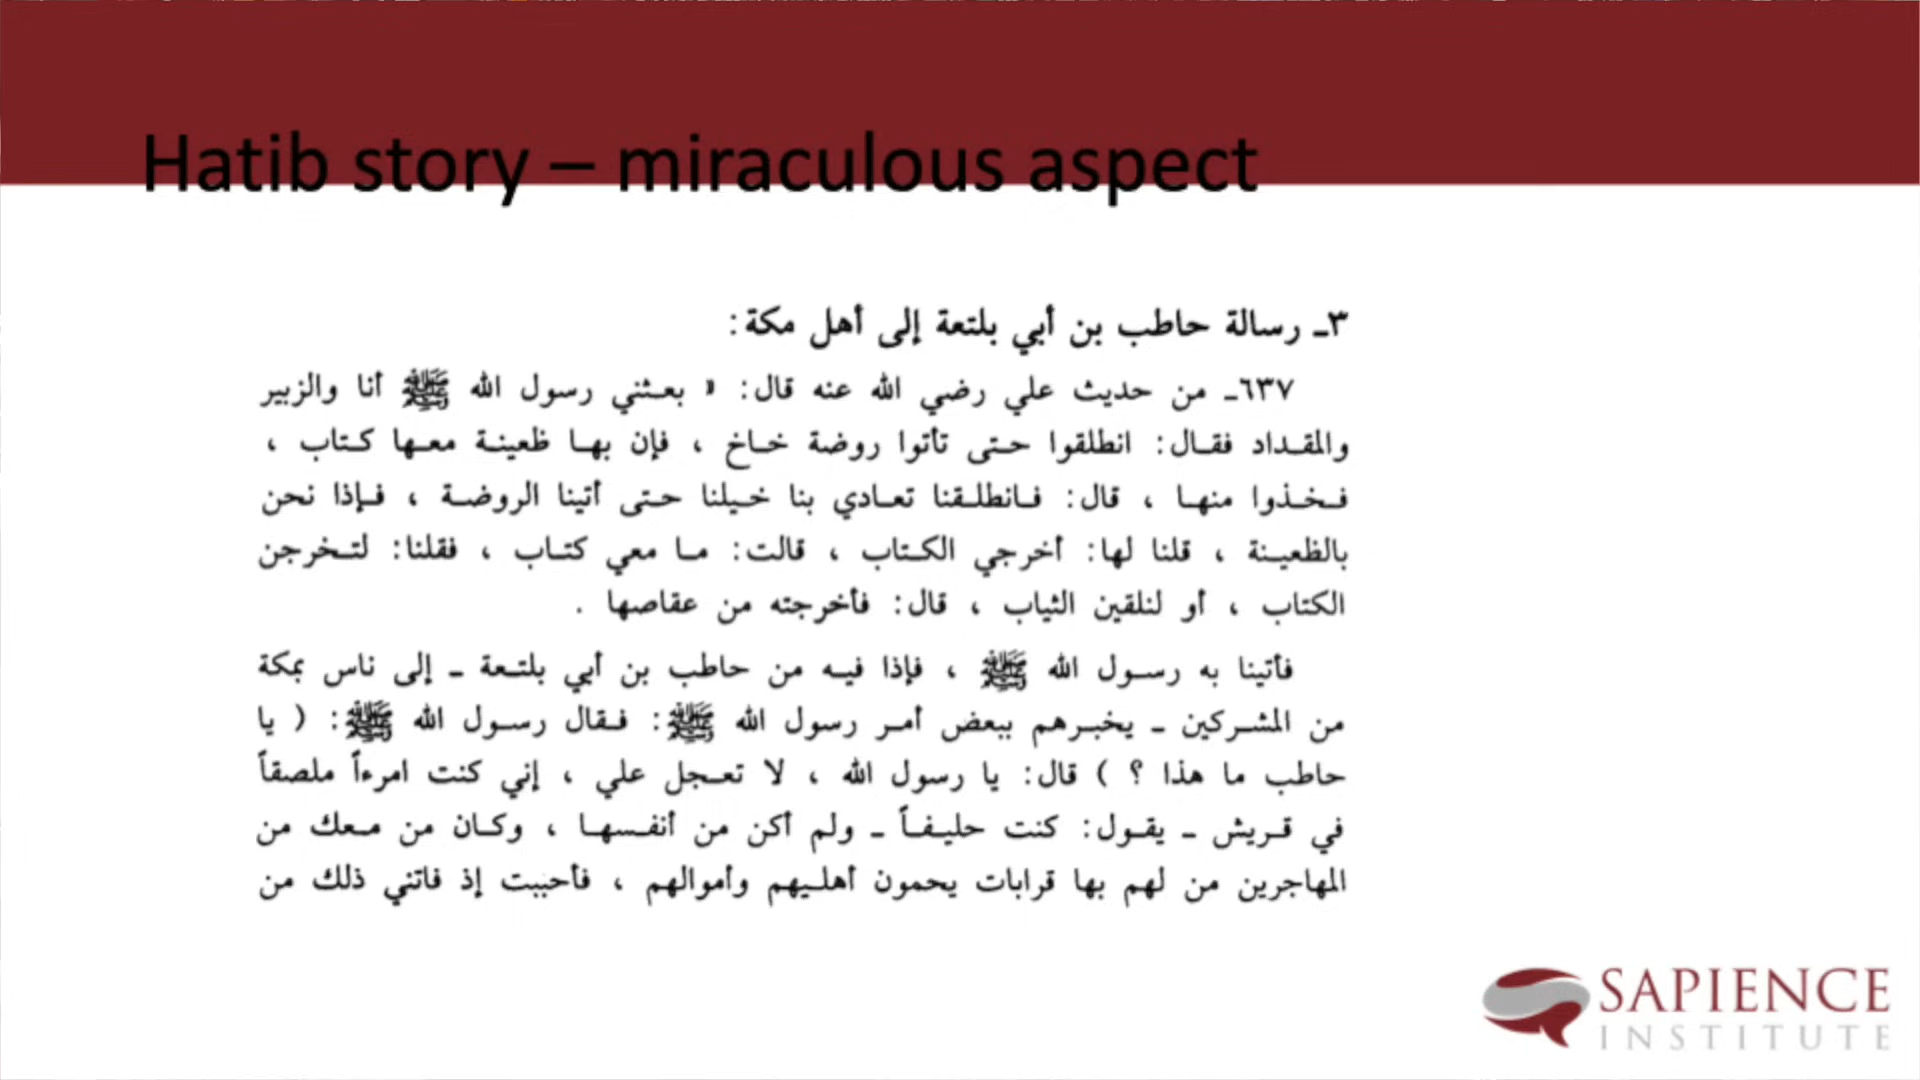 Hatib story – miraculous aspect
٣ـ رسالة حاطب بن أبي بلتعة إلى أهل مكة:
٦٣٧ـ من حديث علي رضي الله عنه قال: « بعثني رسول الله ﷺ أنا والزبير
والمقداد فقال: انطلقوا حتى تأتوا روضة خاخ ، فإن بها ظعينة معها كتاب ،
فخذوا منها ، قال: فانطلقنا تعادي بنا خيلنا حتى أتينا الروضة ، فإذا نحن
بالظعينة ، قلنا لها: أخرجي الكتاب ، قالت: ما معي كتاب ، فقلنا: لتخرجن
الكتاب ، أو لنلقين الثياب ، قال: فأخرجته من عقاصها .
فأتينا به رسول الله ﷺ ، فإذا فيه من حاطب بن أبي بلتعة ـ إلى ناس بمكة
من المشركين ـ يخبرهم ببعض أمر رسول الله ﷺ: فقال رسول الله ﷺ: ( يا
حاطب ما هذا ؟ ) قال: يا رسول الله ، لا تعجل علي ، إني كنت امرءاً ملصقاً
في قريش ـ يقول: كنت حليفاً ـ ولم أكن من أنفسها ، وكان من معك من
المهاجرين من لهم بها قرابات يحمون أهليهم وأموالهم ، فأحببت إذ فاتني ذلك من
SAPIENCE
INSTITUTE